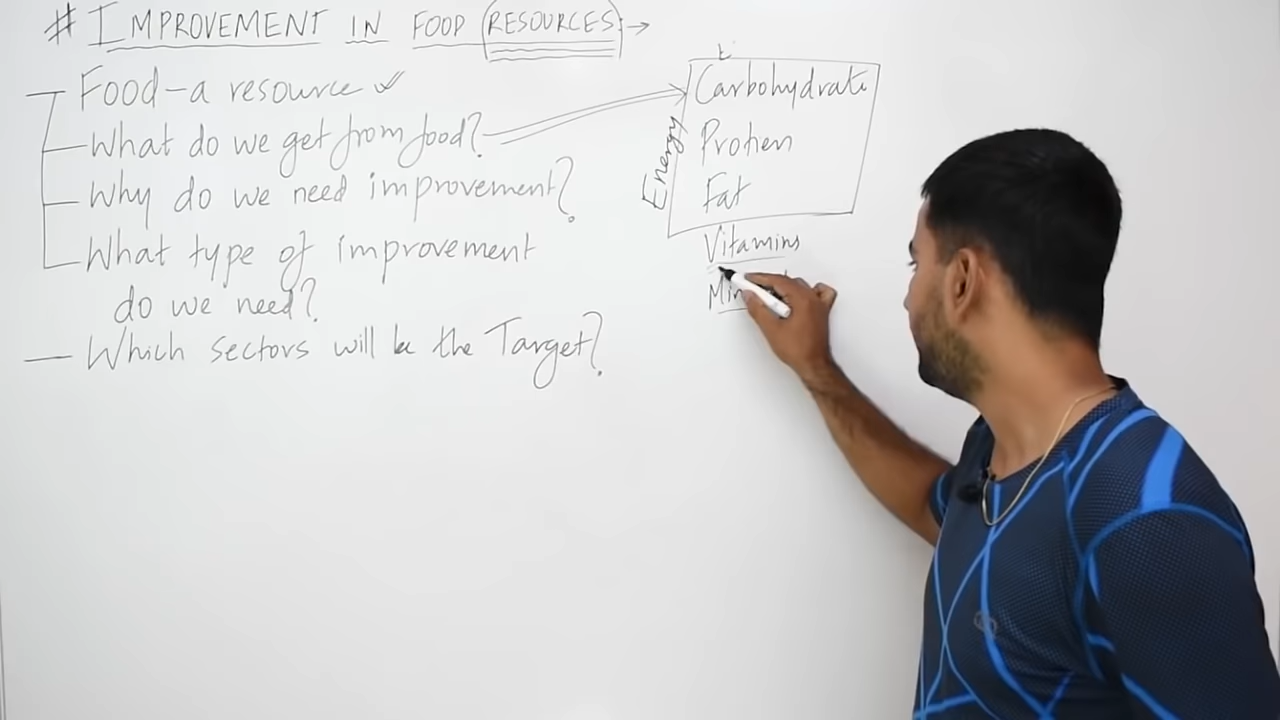 # IMPROVEMENT IN FOOD RESOURCES →
Food-a resource ✓
What do we get from food?
Why do we need improvement?
What type of improvement
do we need?
Which sectors will be the Target?
Energy
Carbohydrate
Protien
Fat
Vitamins